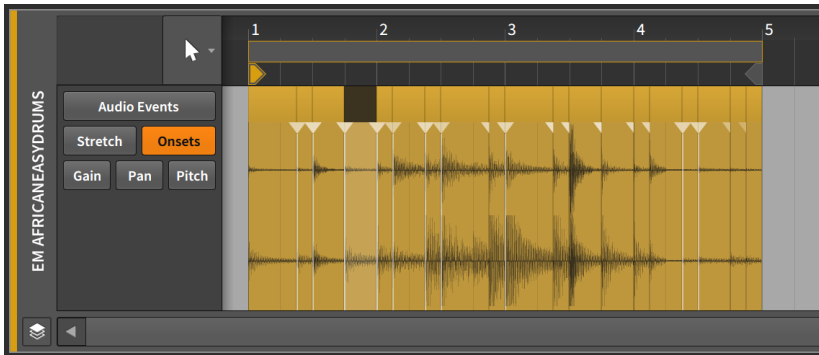 1 2 3 4 5
EM AFRICANEASYDRUMS
Audio Events
Stretch Onsets
Gain Pan Pitch